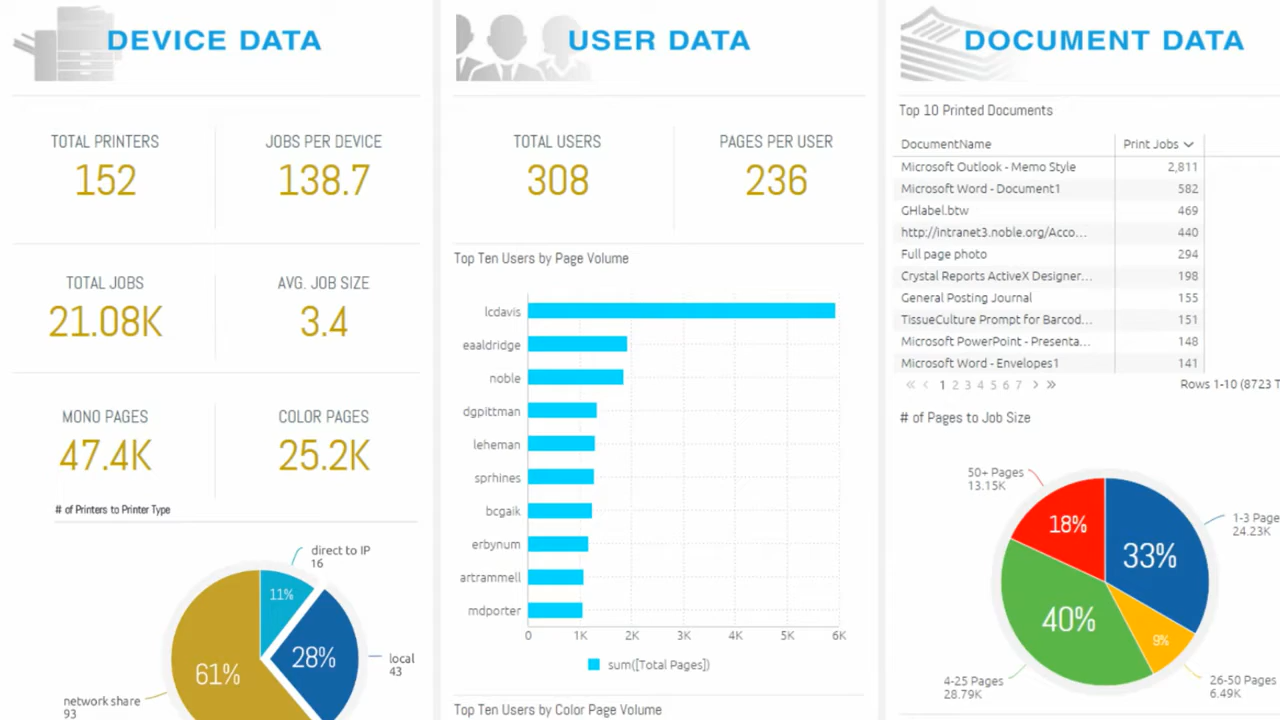 DEVICE DATA
TOTAL PRINTERS
152
JOBS PER DEVICE
138.7
TOTAL JOBS
21.08K
AVG. JOB SIZE
3.4
MONO PAGES
47.4K
COLOR PAGES
25.2K
# of Printers to Printer Type
direct to IP
16
11%
28%
local
43
61%
network share
93
USER DATA
TOTAL USERS
308
PAGES PER USER
236
Top Ten Users by Page Volume
lcdavis
eaaldridge
noble
dgpittman
leheman
sprhines
bcgaik
erbynum
artrammell
mdporter
0 1K 2K 3K 4K 5K 6K
sum([Total Pages])
Top Ten Users by Color Page Volume
DOCUMENT DATA
Top 10 Printed Documents
DocumentName Print Jobs
Microsoft Outlook - Memo Style 2,811
Microsoft Word - Document1 582
GHlabel.btw 469
http://intranet3.noble.org/Acco... 440
Full page photo 294
Crystal Reports ActiveX Designer... 198
General Posting Journal 155
TissueCulture Prompt for Barcod... 151
Microsoft PowerPoint - Presenta... 148
Microsoft Word - Envelopes1 141
« ‹ 1 2 3 4 5 6 7 › » Rows 1-10 (8723 T
# of Pages to Job Size
50+ Pages
13.15K
18%
33%
1-3 Page
24.23K
40%
9%
4-25 Pages
28.79K
26-50 Pages
6.49K